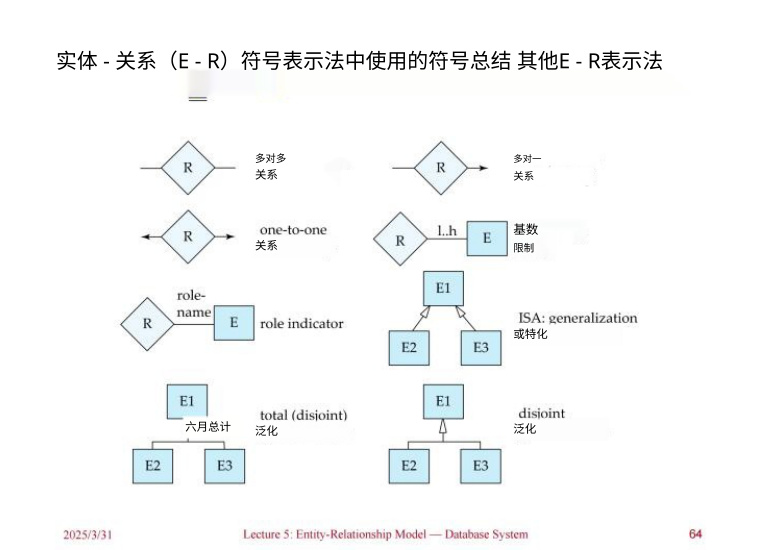 实体 - 关系（E - R）符号表示法中使用的符号总结 其他E - R表示法
R
多对多
关系
R
多对一
关系
R
one-to-one
关系
R
l..h
E
基数
限制
role-
name
R
E
role indicator
E1
E2
E3
ISA: generalization
或特化
E1
六月总计
E2
E3
total (disjoint)
泛化
E1
E2
E3
disjoint
泛化
2025/3/31
Lecture 5: Entity-Relationship Model — Database System
64